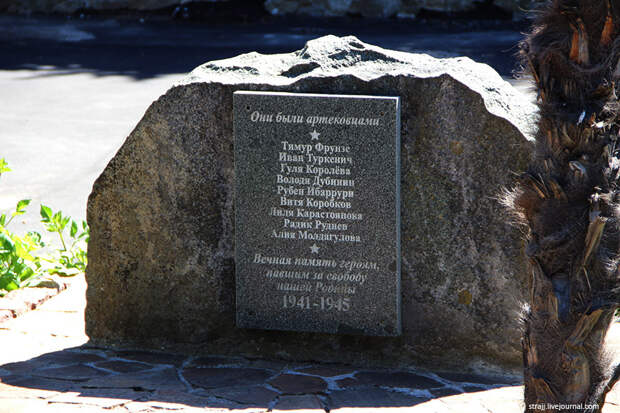 Они были артековцами
Тимур Фрунзе
Иван Туркенич
Гуля Королёва
Володя Дубинин
Рубен Ибаррури
Витя Коробков
Лиля Карастоянова
Радик Руднев
Алия Молдагулова
Вечная память героям,
павшим за свободу
нашей Родины
1941-1945
© strajj.livejournal.com